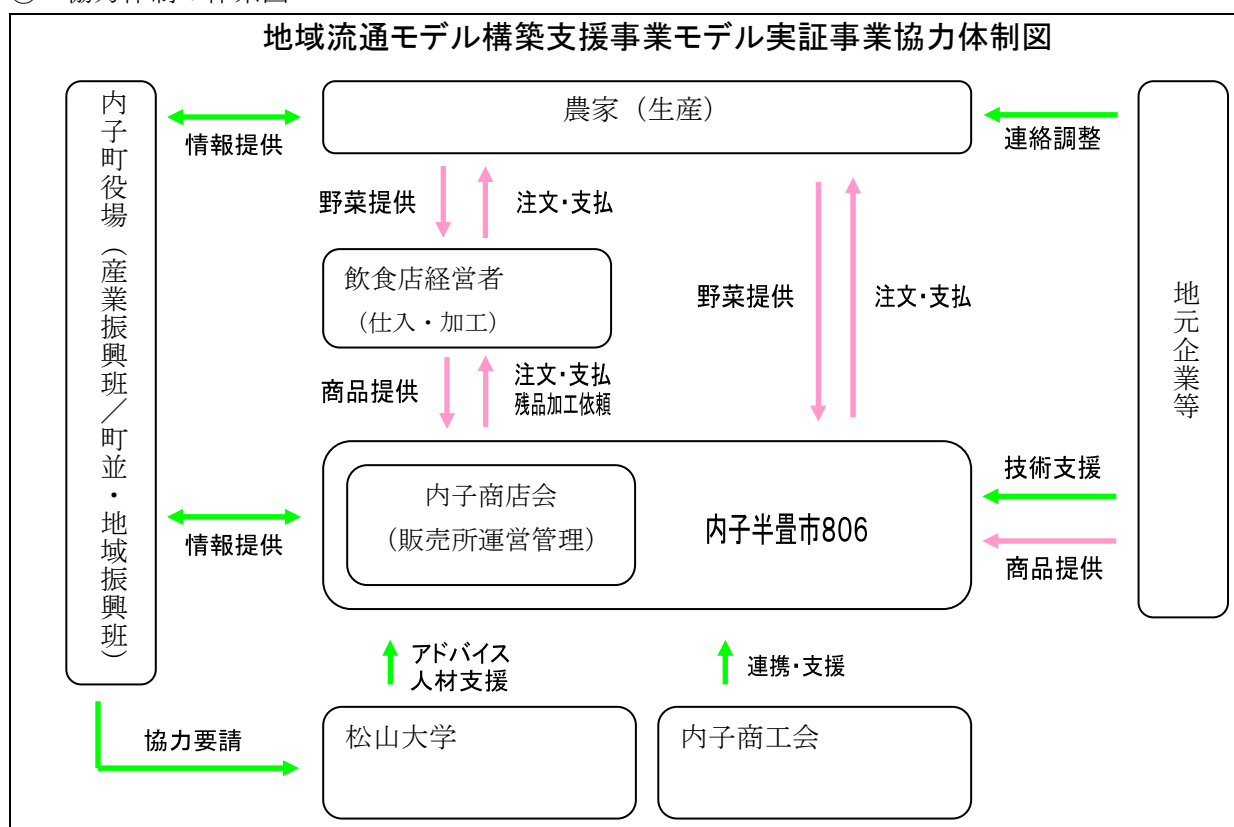 地域流通モデル構築支援事業モデル実証事業協力体制図
内子町役場（産業振興班／町並・地域振興班）
農家（生産）
情報提供
連絡調整
野菜提供
注文・支払
飲食店経営者
（仕入・加工）
野菜提供
注文・支払
地元企業等
商品提供
注文・支払
残品加工依頼
内子商店会
（販売所運営管理）
内子半畳市806
情報提供
技術支援
商品提供
アドバイス
人材支援
連携・支援
協力要請
松山大学
内子商工会